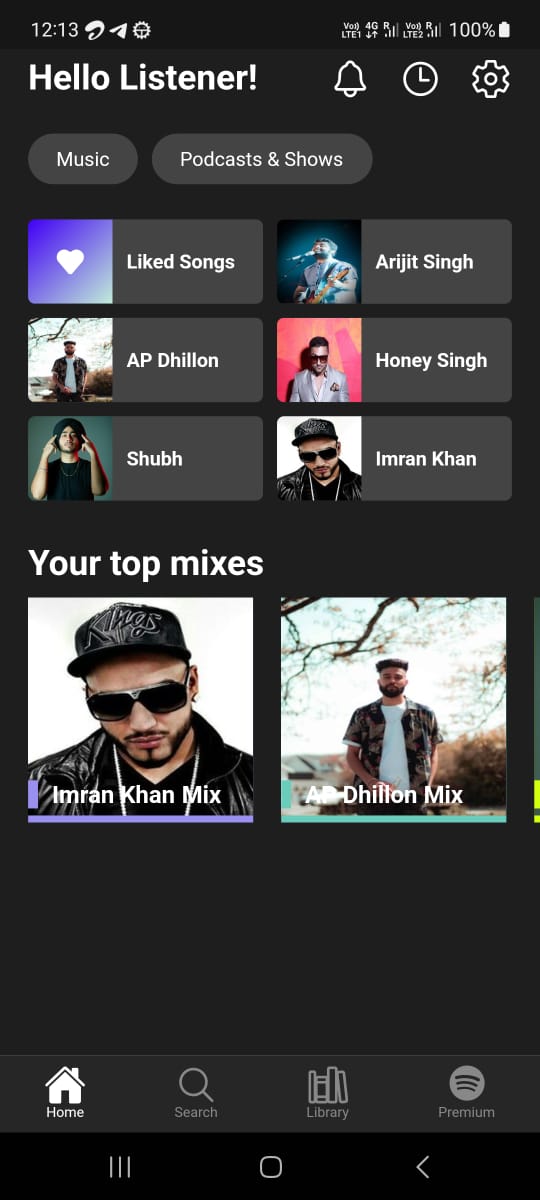 12:13 Vo)) LTE1 4G R Vo)) LTE2 R 100%
Hello Listener!
Music Podcasts & Shows
Liked Songs Arijit Singh
AP Dhillon Honey Singh
Shubh Imran Khan
Your top mixes
Kings
Imran Khan Mix AP Dhillon Mix
Home Search Library Premium